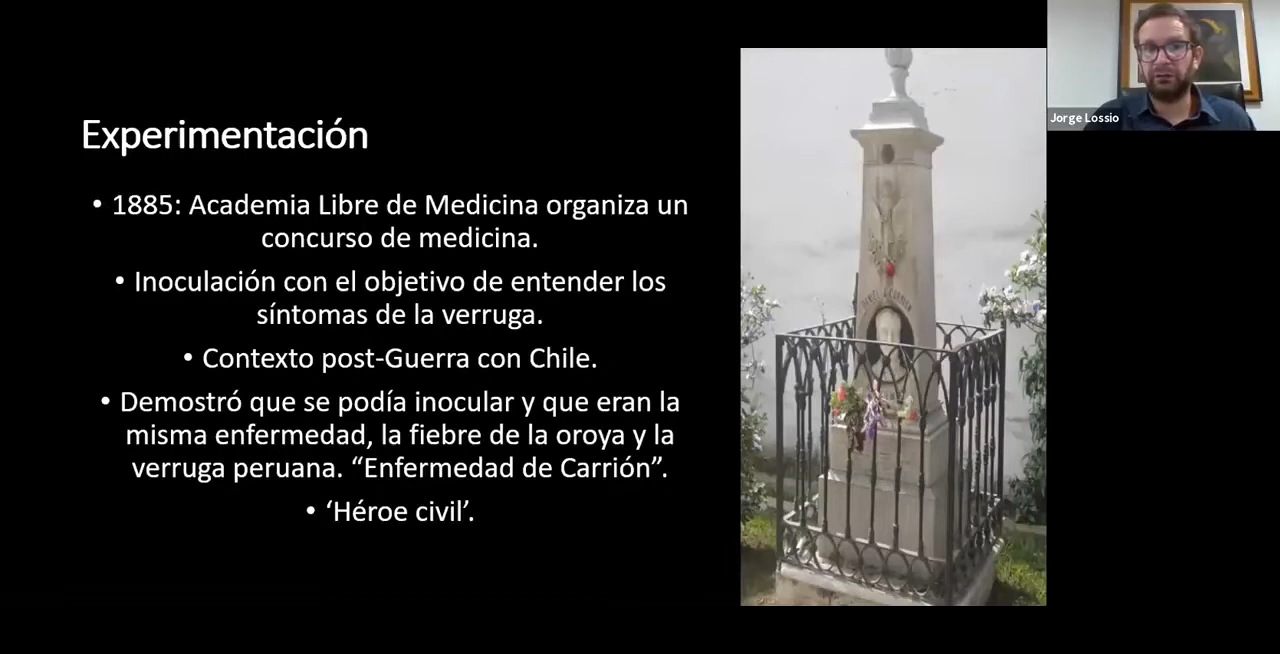 Experimentación
• 1885: Academia Libre de Medicina organiza un
concurso de medicina.
• Inoculación con el objetivo de entender los
síntomas de la verruga.
• Contexto post-Guerra con Chile.
• Demostró que se podía inocular y que eran la
misma enfermedad, la fiebre de la oroya y la
verruga peruana. “Enfermedad de Carrión”.
• ‘Héroe civil’.
Jorge Lossio